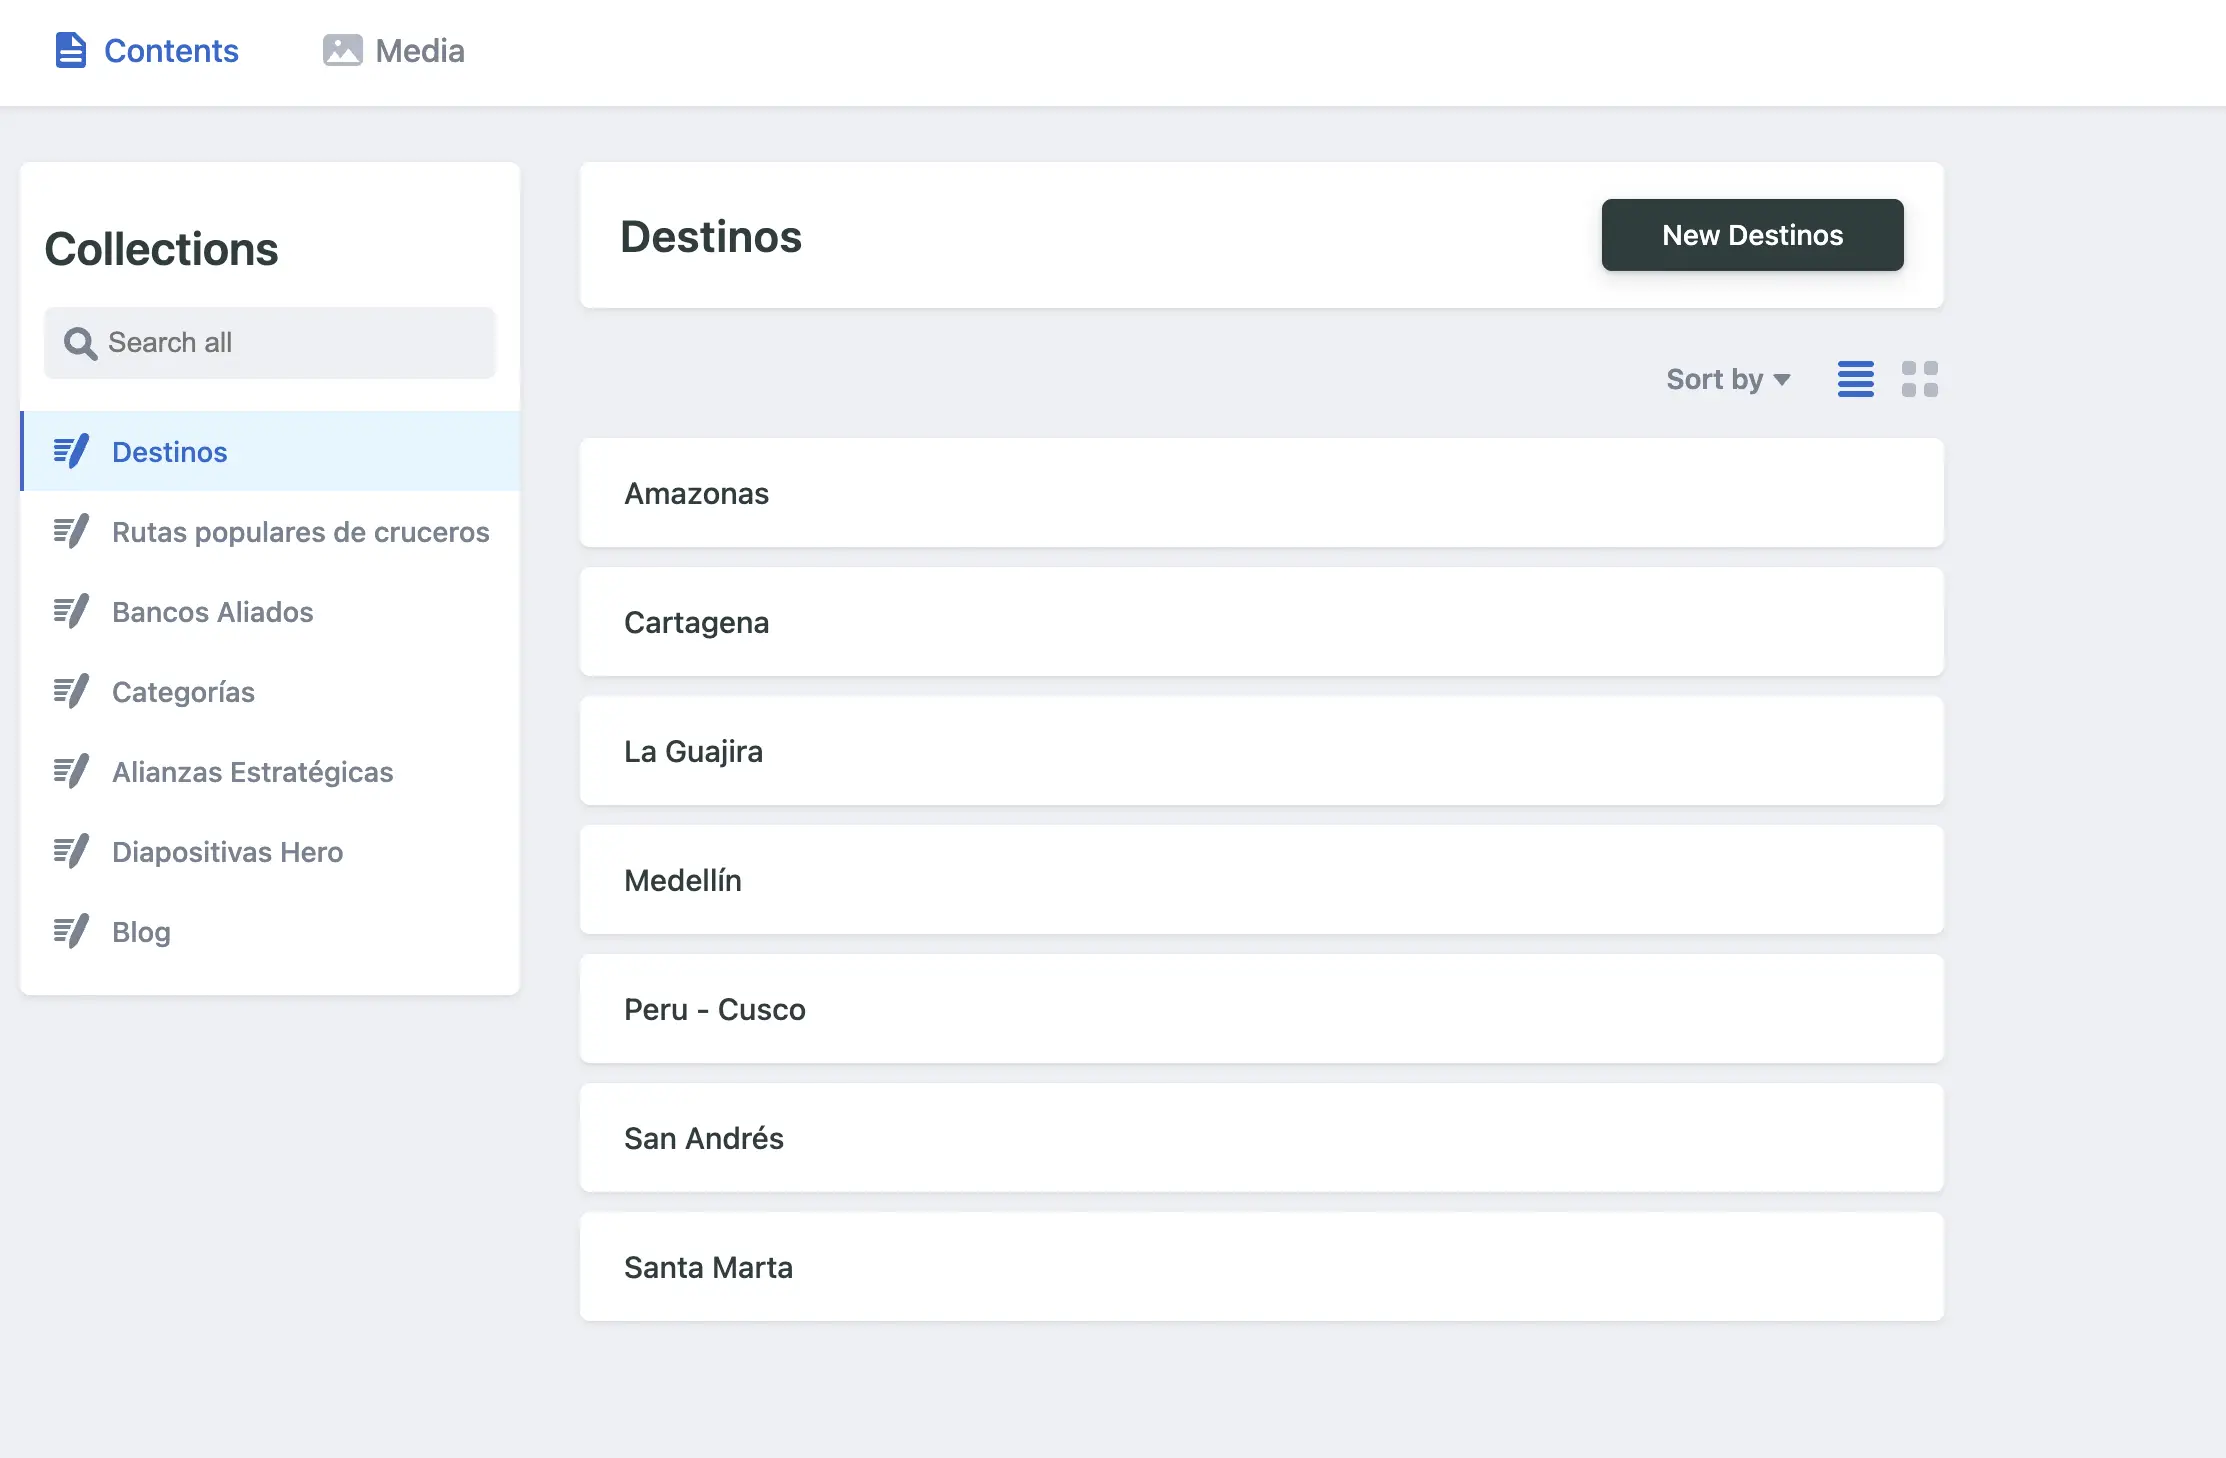 Contents
Media
Collections
Search all
Destinos
Rutas populares de cruceros
Bancos Aliados
Categorías
Alianzas Estratégicas
Diapositivas Hero
Blog
Destinos
New Destinos
Sort by
Amazonas
Cartagena
La Guajira
Medellín
Peru - Cusco
San Andrés
Santa Marta